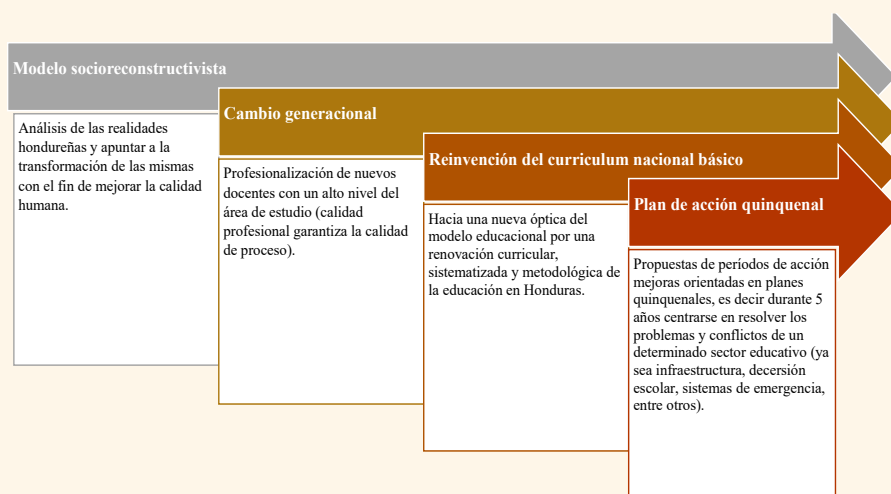 Modelo socioreconstructivista
Análisis de las realidades
hondureñas y apuntar a la
transformación de las mismas
con el fin de mejorar la calidad
humana.
Cambio generacional
Profesionalización de nuevos
docentes con un alto nivel del
área de estudio (calidad
profesional garantiza la calidad
de proceso).
Reinvención del curriculum nacional básico
Hacia una nueva óptica del
modelo educacional por una
renovación curricular,
sistematizada y metodológica de
la educación en Honduras.
Plan de acción quinquenal
Propuestas de períodos de acción
mejoras orientadas en planes
quinquenales, es decir durante 5
años centrarse en resolver los
problemas y conflictos de un
determinado sector educativo (ya
sea infraestructura, decersión
escolar, sistemas de emergencia,
entre otros).